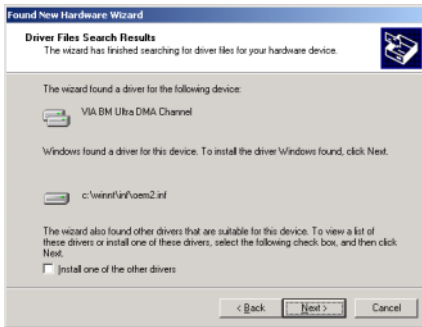 Found New Hardware Wizard
Driver Files Search Results
The wizard has finished searching for driver files for your hardware device.
The wizard found a driver for the following device:
VIA BM Ultra DMA Channel
Windows found a driver for this device. To install the driver Windows found, click Next.
c:\winnt\inf\oem2.inf
The wizard also found other drivers that are suitable for this device. To view a list of
these drivers or install one of these drivers, select the following check box, and then click
Next.
Install one of the other drivers
< Back
Next >
Cancel